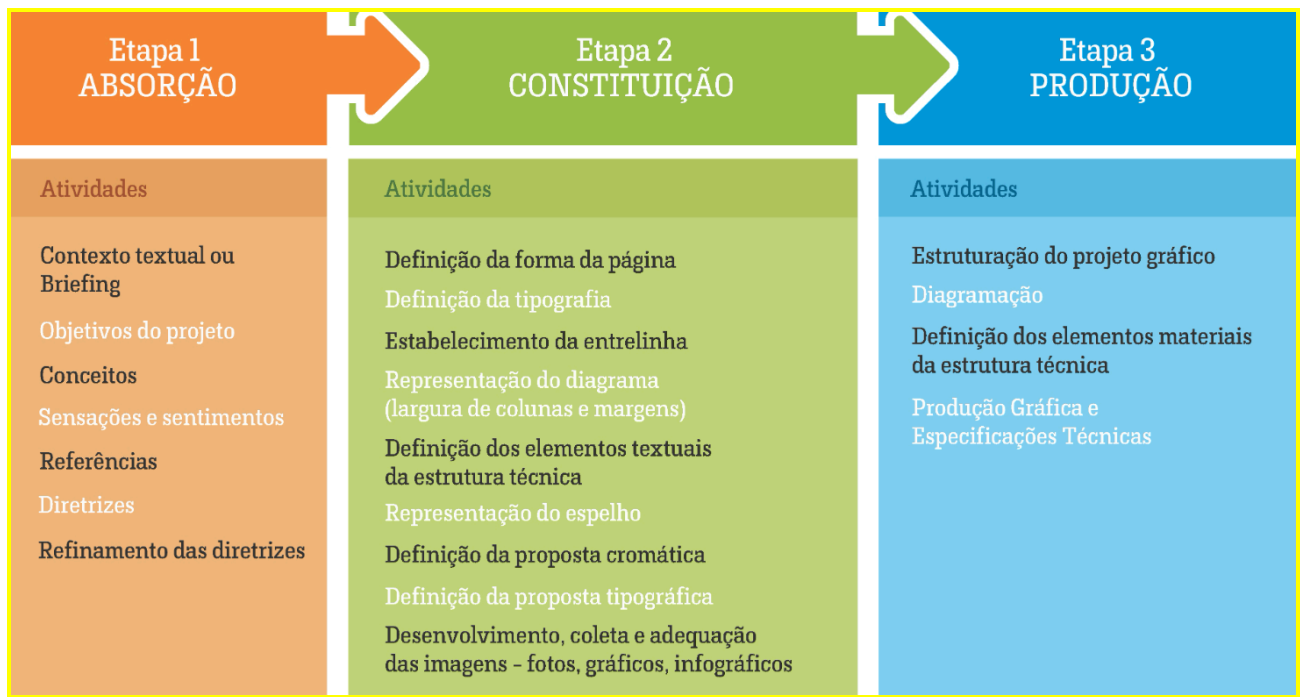 Etapa 1
ABSORÇÃO
Etapa 2
CONSTITUIÇÃO
Etapa 3
PRODUÇÃO
Atividades
Contexto textual ou
Briefing
Objetivos do projeto
Conceitos
Sensações e sentimentos
Referências
Diretrizes
Refinamento das diretrizes
Atividades
Definição da forma da página
Definição da tipografia
Estabelecimento da entrelinha
Representação do diagrama
(largura de colunas e margens)
Definição dos elementos textuais
da estrutura técnica
Representação do espelho
Definição da proposta cromática
Definição da proposta tipográfica
Desenvolvimento, coleta e adequação
das imagens – fotos, gráficos, infográficos
Atividades
Estruturação do projeto gráfico
Diagramação
Definição dos elementos materiais
da estrutura técnica
Produção Gráfica e
Especificações Técnicas